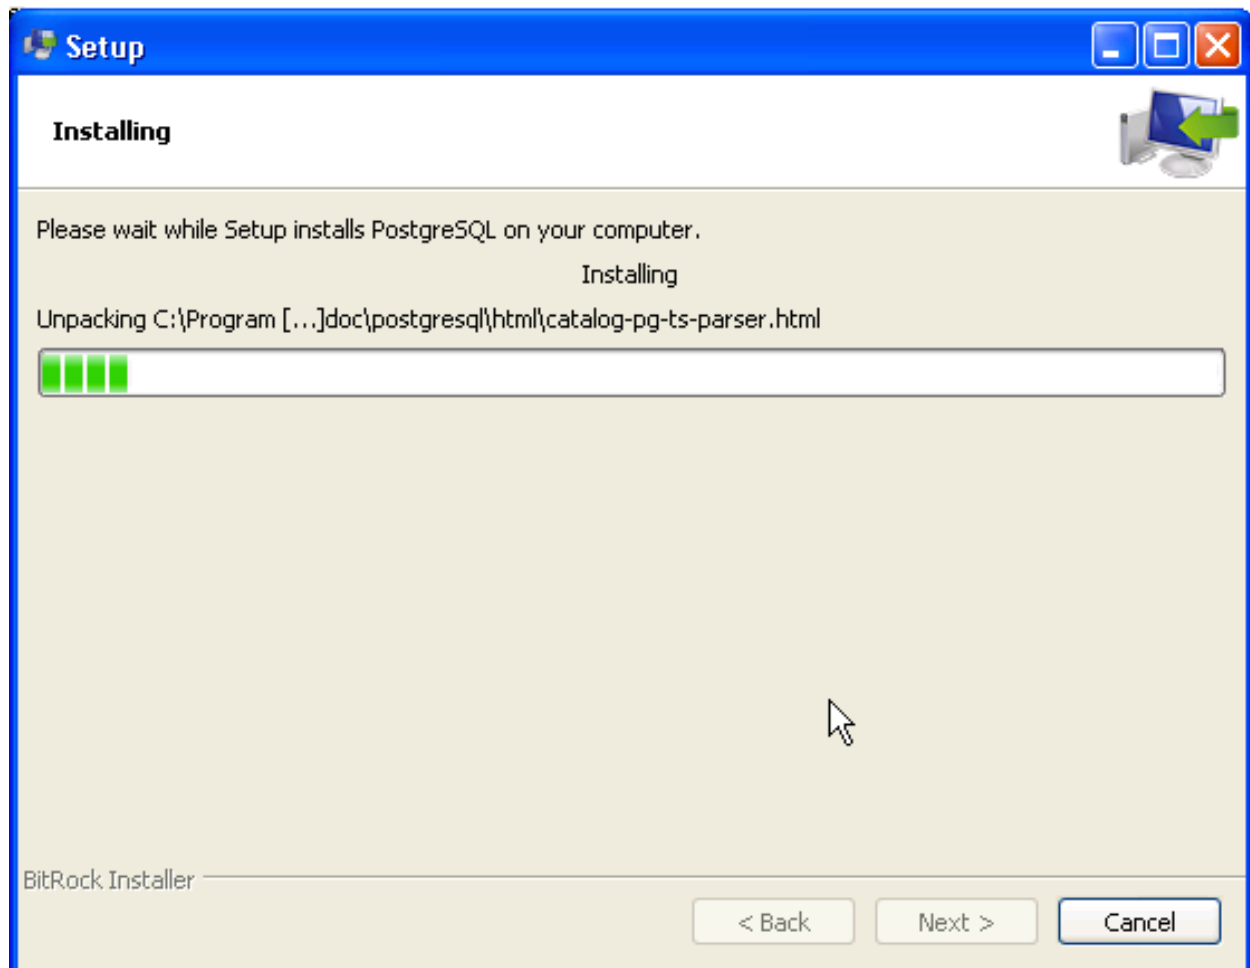 Setup
Installing
Please wait while Setup installs PostgreSQL on your computer.
Installing
Unpacking C:\Program [...]doc\postgresql\html\catalog-pg-ts-parser.html
BitRock Installer
< Back
Next >
Cancel